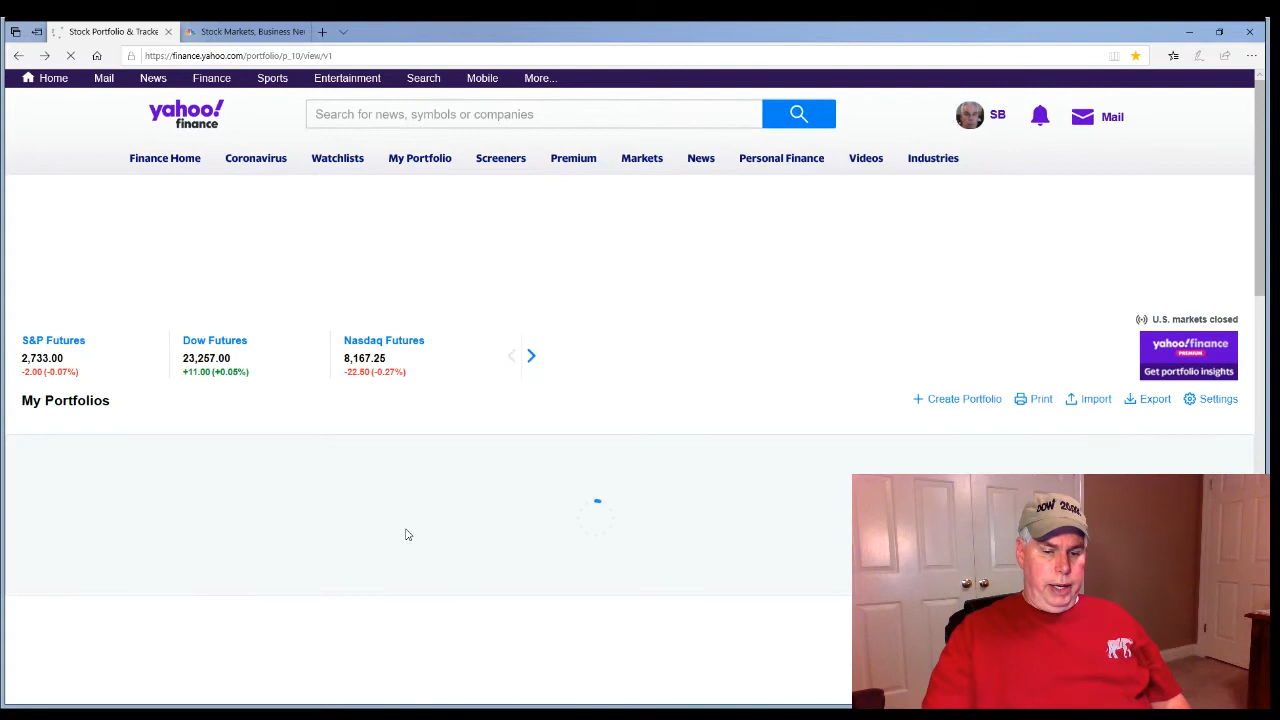 Stock Portfolio & Tracke
Stock Markets, Business Ne
https://finance.yahoo.com/portfolio/p_10/view/v1
Home Mail News Finance Sports Entertainment Search Mobile More...
yahoo!
finance
Search for news, symbols or companies
SB
Mail
Finance Home Coronavirus Watchlists My Portfolio Screeners Premium Markets News Personal Finance Videos Industries
U.S. markets closed
S&P Futures
2,733.00
-2.00 (-0.07%)
Dow Futures
23,257.00
+11.00 (+0.05%)
Nasdaq Futures
8,167.25
-22.50 (-0.27%)
yahoo!finance
PREMIUM
Get portfolio insights
My Portfolios
Create Portfolio Print Import Export Settings